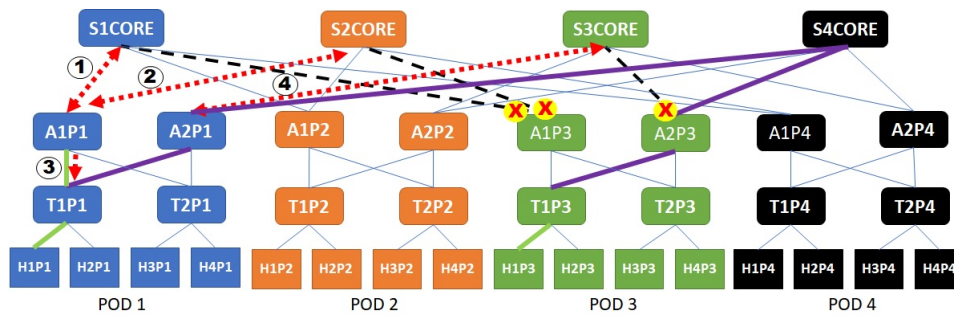 S1CORE S2CORE S3CORE S4CORE
1 2 4
X X X
A1P1 A2P1 A1P2 A2P2 A1P3 A2P3 A1P4 A2P4
3
T1P1 T2P1 T1P2 T2P2 T1P3 T2P3 T1P4 T2P4
H1P1 H2P1 H3P1 H4P1 H1P2 H2P2 H3P2 H4P2 H1P3 H2P3 H3P3 H4P3 H1P4 H2P4 H3P4 H4P4
POD 1 POD 2 POD 3 POD 4